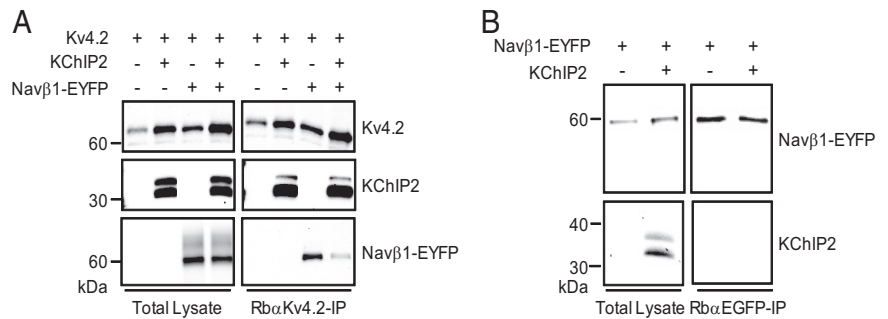 A
Kv4.2 + + + + + + + +
KChIP2 - + - + - + - +
Navβ1-EYFP - - + + - - + +
60 Kv4.2
30 KChIP2
60 Navβ1-EYFP
kDa
Total Lysate RbαKv4.2-IP
B
Navβ1-EYFP + + + +
KChIP2 - + - +
60 Navβ1-EYFP
40
30 KChIP2
kDa
Total Lysate RbαEGFP-IP